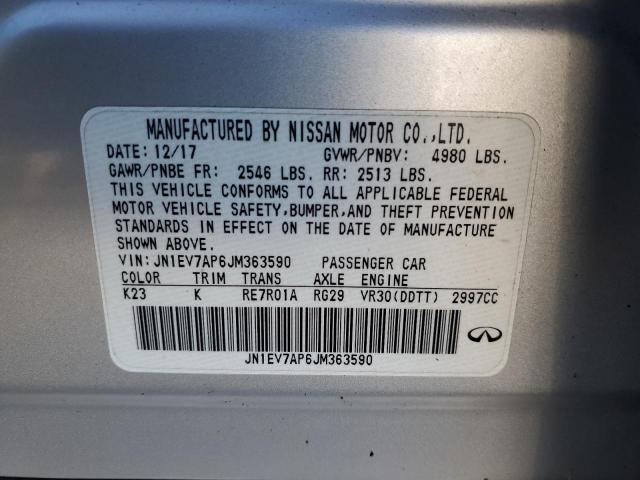 MANUFACTURED BY NISSAN MOTOR CO.,LTD.
DATE: 12/17 GVWR/PNBV: 4980 LBS.
GAWR/PNBE FR: 2546 LBS. RR: 2513 LBS.
THIS VEHICLE CONFORMS TO ALL APPLICABLE FEDERAL
MOTOR VEHICLE SAFETY,BUMPER,AND THEFT PREVENTION
STANDARDS IN EFFECT ON THE DATE OF MANUFACTURE
SHOWN ABOVE.
VIN: JN1EV7AP6JM363590 PASSENGER CAR
COLOR TRIM TRANS AXLE ENGINE
K23 K RE7R01A RG29 VR30(DDTT) 2997CC
JN1EV7AP6JM363590